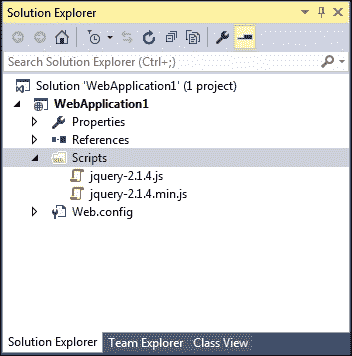 Solution Explorer
Search Solution Explorer (Ctrl+;)
Solution 'WebApplication1' (1 project)
WebApplication1
Properties
References
Scripts
jquery-2.1.4.js
jquery-2.1.4.min.js
Web.config
Solution Explorer Team Explorer Class View